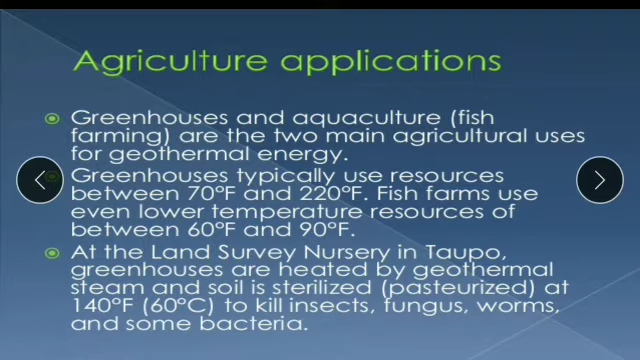 Agriculture applications
Greenhouses and aquaculture (fish
farming) are the two main agricultural uses
for geothermal energy.
Greenhouses typically use resources
between 70°F and 220°F. Fish farms use
even lower temperature resources of
between 60°F and 90°F.
At the Land Survey Nursery in Taupo,
greenhouses are heated by geothermal
steam and soil is sterilized (pasteurized) at
140°F (60°C) to kill insects, fungus, worms,
and some bacteria.